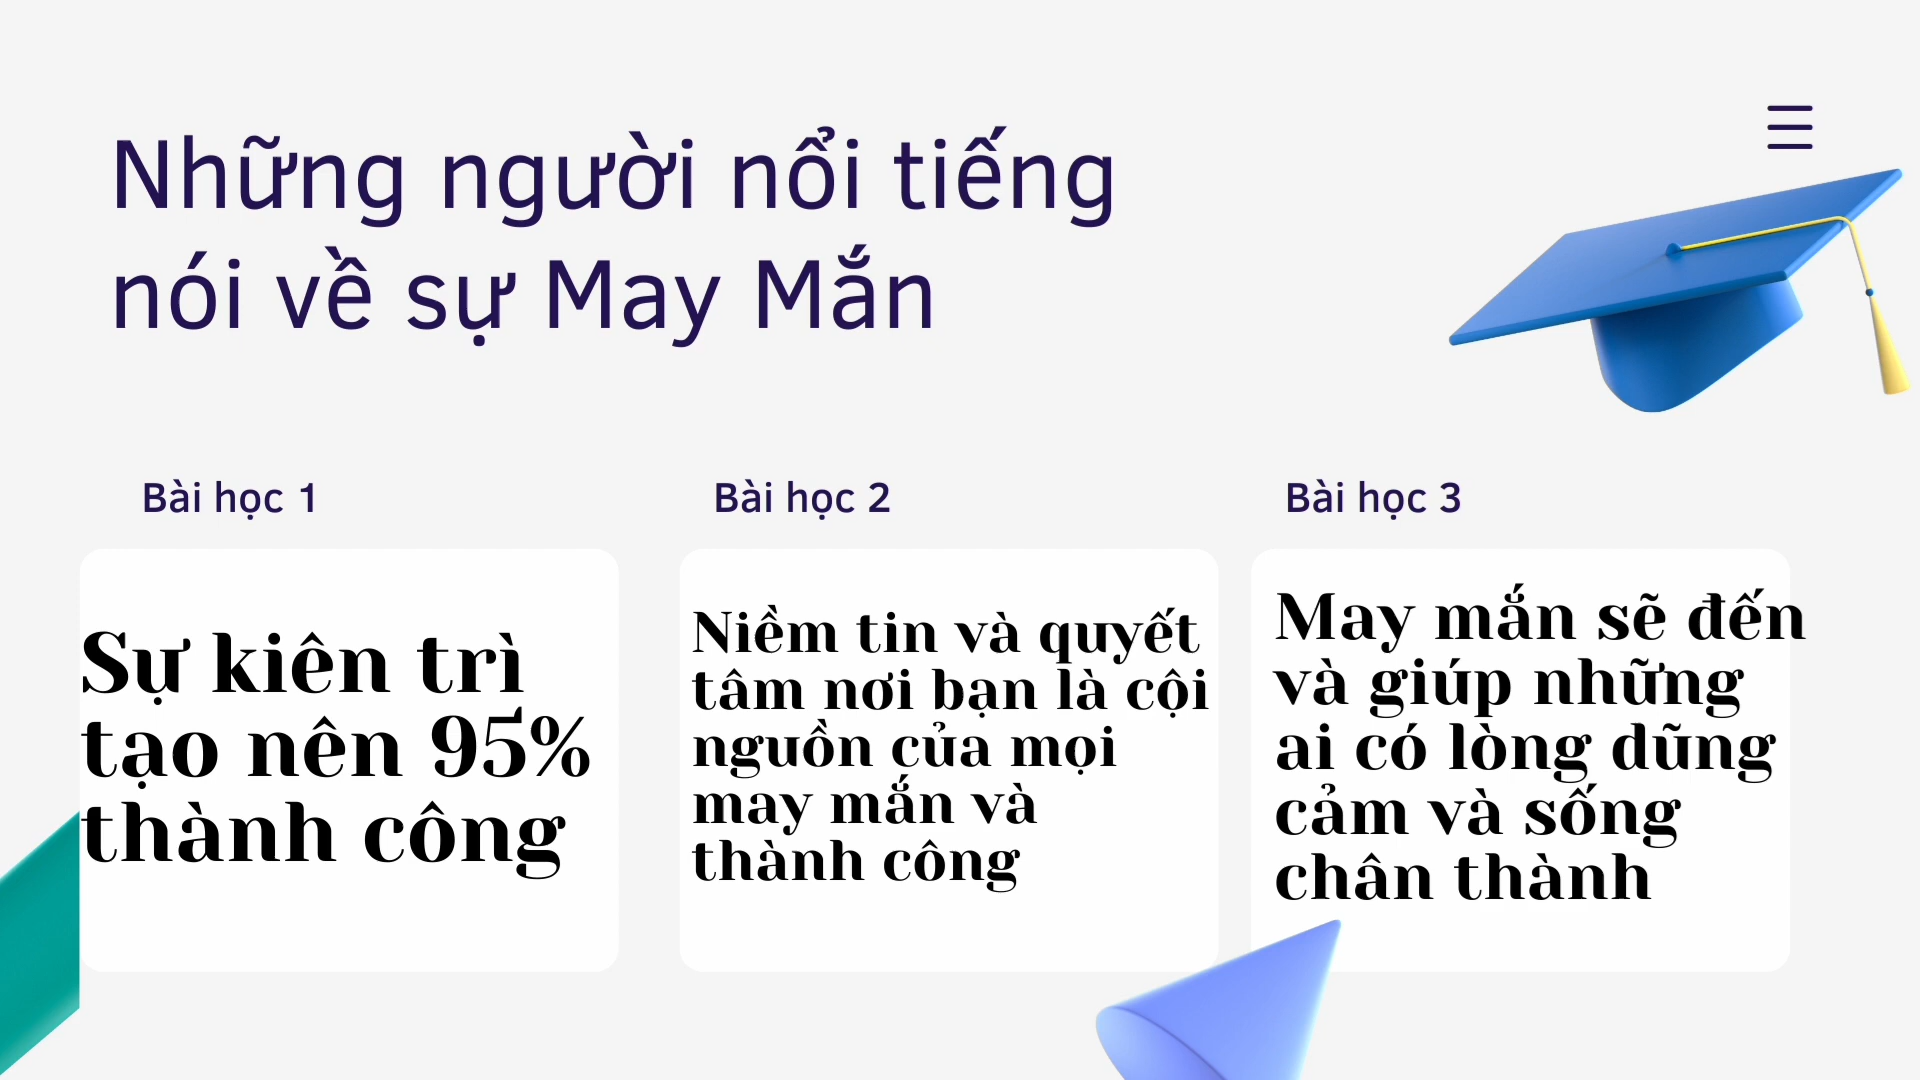 Những người nổi tiếng
nói về sự May Mắn
Bài học 1
Sự kiên trì
tạo nên 95%
thành công
Bài học 2
Niềm tin và quyết
tâm nơi bạn là cội
nguồn của mọi
may mắn và
thành công
Bài học 3
May mắn sẽ đến
và giúp những
ai có lòng dũng
cảm và sống
chân thành